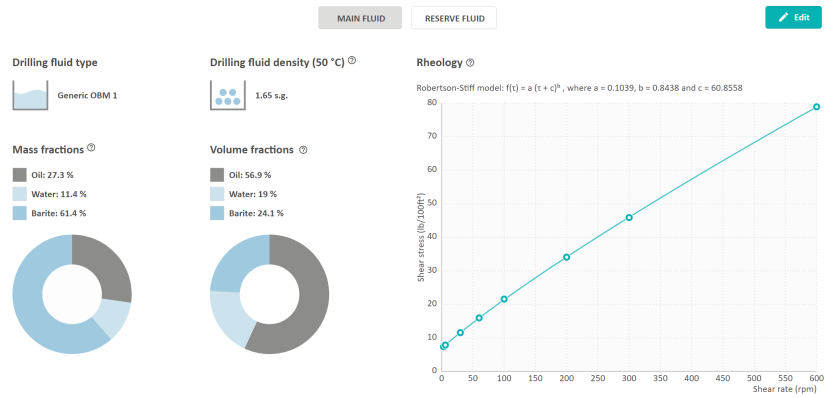 MAIN FLUID
RESERVE FLUID
Edit
Drilling fluid type
Generic OBM 1
Drilling fluid density (50 °C) ?
1.65 s.g.
Mass fractions ?
Oil: 27.3 %
Water: 11.4 %
Barite: 61.4 %
Volume fractions ?
Oil: 56.9 %
Water: 19 %
Barite: 24.1 %
Rheology ?
Robertson-Stiff model: f(τ) = a (τ + c)ᵇ , where a = 0.1039, b = 0.8438 and c = 60.8558
80
70
60
50
40
30
20
10
0
Shear stress (lb/100ft²)
0 50 100 150 200 250 300 350 400 450 500 550 600
Shear rate (rpm)